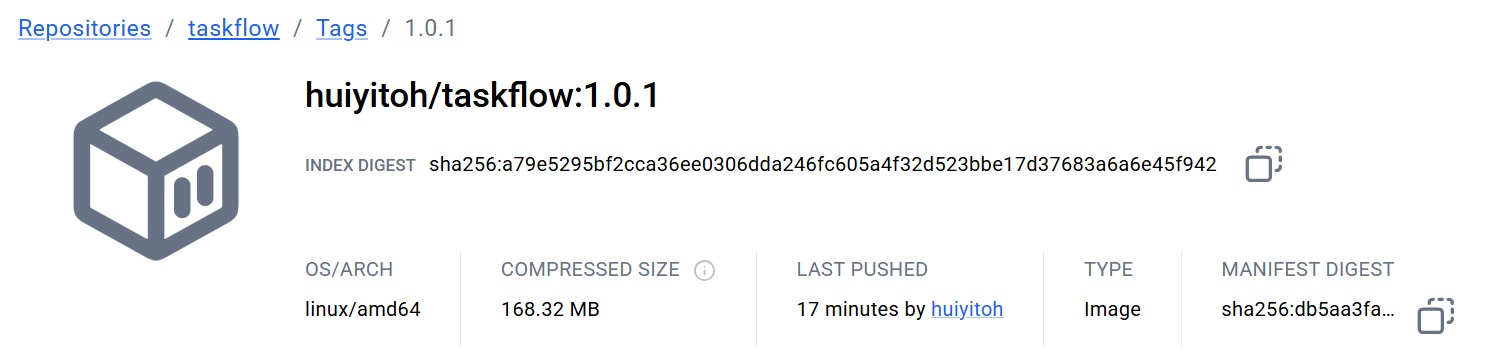 Repositories / taskflow / Tags / 1.0.1
huiyitoh/taskflow:1.0.1
INDEX DIGEST sha256:a79e5295bf2cca36ee0306dda246fc605a4f32d523bbe17d37683a6a6e45f942
OS/ARCH COMPRESSED SIZE LAST PUSHED TYPE MANIFEST DIGEST
linux/amd64 168.32 MB 17 minutes by huiyitoh Image sha256:db5aa3fa...